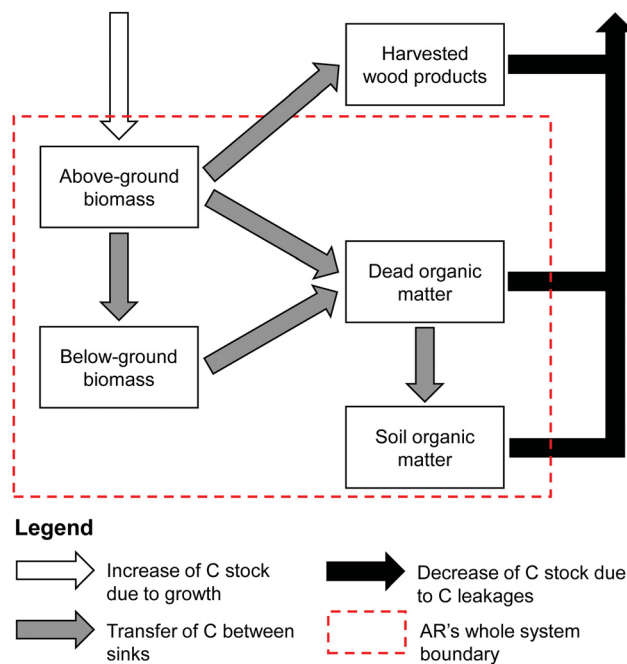 Harvested
wood products
Above-ground
biomass
Dead organic
matter
Below-ground
biomass
Soil organic
matter
Legend
Increase of C stock
due to growth
Decrease of C stock due
to C leakages
Transfer of C between
sinks
AR's whole system
boundary